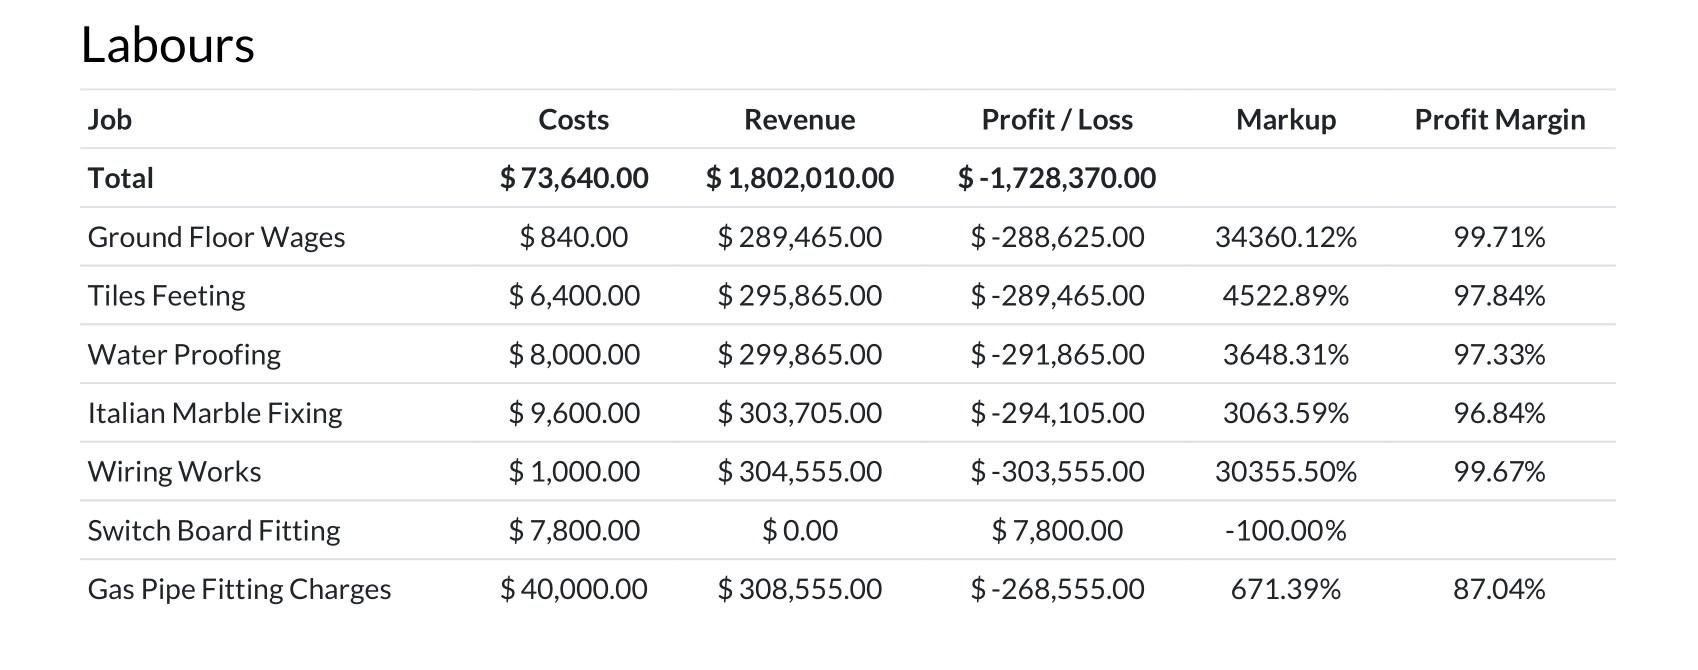 Labours
Job Costs Revenue Profit / Loss Markup Profit Margin
Total $ 73,640.00 $ 1,802,010.00 $ -1,728,370.00
Ground Floor Wages $ 840.00 $ 289,465.00 $ -288,625.00 34360.12% 99.71%
Tiles Feeting $ 6,400.00 $ 295,865.00 $ -289,465.00 4522.89% 97.84%
Water Proofing $ 8,000.00 $ 299,865.00 $ -291,865.00 3648.31% 97.33%
Italian Marble Fixing $ 9,600.00 $ 303,705.00 $ -294,105.00 3063.59% 96.84%
Wiring Works $ 1,000.00 $ 304,555.00 $ -303,555.00 30355.50% 99.67%
Switch Board Fitting $ 7,800.00 $ 0.00 $ 7,800.00 -100.00%
Gas Pipe Fitting Charges $ 40,000.00 $ 308,555.00 $ -268,555.00 671.39% 87.04%